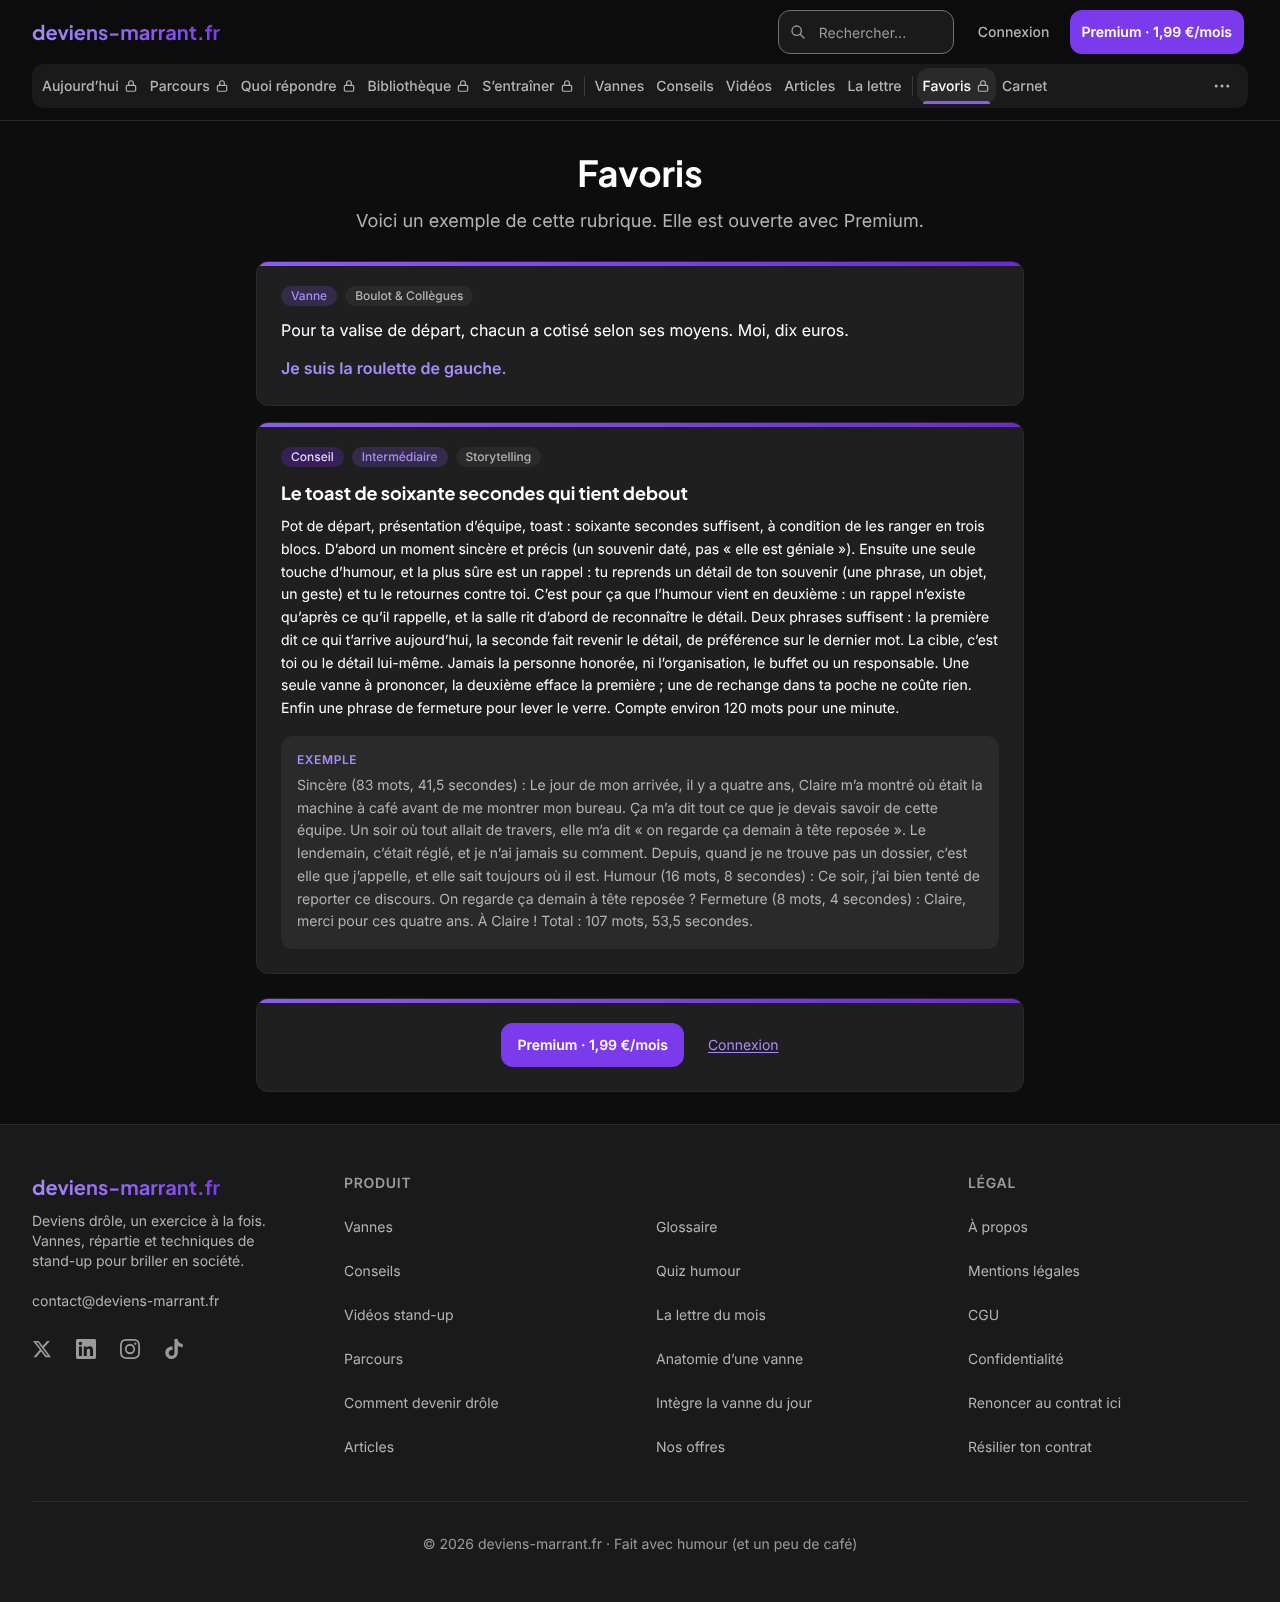 deviens-marrant.fr
Rechercher...
Connexion
Premium · 1,99 €/mois
Aujourd’hui
Parcours
Quoi répondre
Bibliothèque
S’entraîner
Vannes
Conseils
Vidéos
Articles
La lettre
Favoris
Carnet
Favoris
Voici un exemple de cette rubrique. Elle est ouverte avec Premium.
Vanne
Boulot & Collègues
Pour ta valise de départ, chacun a cotisé selon ses moyens. Moi, dix euros.
Je suis la roulette de gauche.
Conseil
Intermédiaire
Storytelling
Le toast de soixante secondes qui tient debout
Pot de départ, présentation d’équipe, toast : soixante secondes suffisent, à condition de les ranger en trois
blocs. D’abord un moment sincère et précis (un souvenir daté, pas « elle est géniale »). Ensuite une seule
touche d’humour, et la plus sûre est un rappel : tu reprends un détail de ton souvenir (une phrase, un objet,
un geste) et tu le retournes contre toi. C’est pour ça que l’humour vient en deuxième : un rappel n’existe
qu’après ce qu’il rappelle, et la salle rit d’abord de reconnaître le détail. Deux phrases suffisent : la première
dit ce qui t’arrive aujourd’hui, la seconde fait revenir le détail, de préférence sur le dernier mot. La cible, c’est
toi ou le détail lui-même. Jamais la personne honorée, ni l’organisation, le buffet ou un responsable. Une
seule vanne à prononcer, la deuxième efface la première ; une de rechange dans ta poche ne coûte rien.
Enfin une phrase de fermeture pour lever le verre. Compte environ 120 mots pour une minute.
EXEMPLE
Sincère (83 mots, 41,5 secondes) : Le jour de mon arrivée, il y a quatre ans, Claire m’a montré où était la
machine à café avant de me montrer mon bureau. Ça m’a dit tout ce que je devais savoir de cette
équipe. Un soir où tout allait de travers, elle m’a dit « on regarde ça demain à tête reposée ». Le
lendemain, c’était réglé, et je n’ai jamais su comment. Depuis, quand je ne trouve pas un dossier, c’est
elle que j’appelle, et elle sait toujours où il est. Humour (16 mots, 8 secondes) : Ce soir, j’ai bien tenté de
reporter ce discours. On regarde ça demain à tête reposée ? Fermeture (8 mots, 4 secondes) : Claire,
merci pour ces quatre ans. À Claire ! Total : 107 mots, 53,5 secondes.
Premium · 1,99 €/mois
Connexion
deviens-marrant.fr
Deviens drôle, un exercice à la fois.
Vannes, répartie et techniques de
stand-up pour briller en société.
contact@deviens-marrant.fr
PRODUIT
Vannes
Conseils
Vidéos stand-up
Parcours
Comment devenir drôle
Articles
Glossaire
Quiz humour
La lettre du mois
Anatomie d’une vanne
Intègre la vanne du jour
Nos offres
LÉGAL
À propos
Mentions légales
CGU
Confidentialité
Renoncer au contrat ici
Résilier ton contrat
© 2026 deviens-marrant.fr · Fait avec humour (et un peu de café)